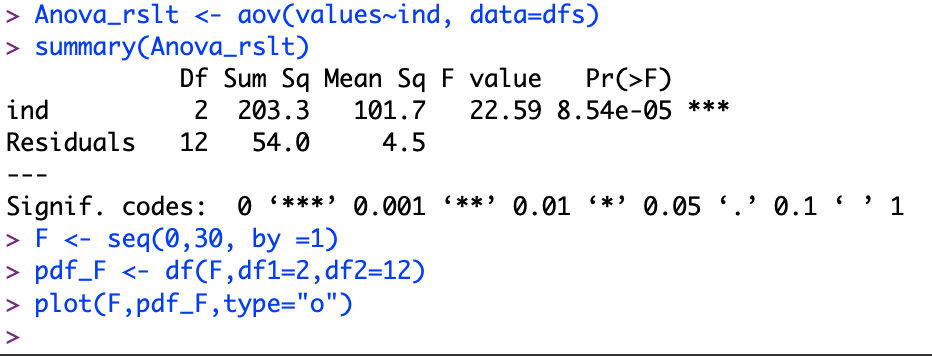 > Anova_rslt <- aov(values~ind, data=dfs)
> summary(Anova_rslt)
            Df Sum Sq Mean Sq F value   Pr(>F)
ind          2  203.3   101.7   22.59 8.54e-05 ***
Residuals   12   54.0     4.5
---
Signif. codes:  0 ‘***’ 0.001 ‘**’ 0.01 ‘*’ 0.05 ‘.’ 0.1 ‘ ’ 1
> F <- seq(0,30, by =1)
> pdf_F <- df(F,df1=2,df2=12)
> plot(F,pdf_F,type="o")
>